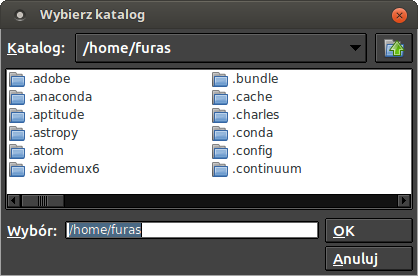 Wybierz katalog
Katalog: /home/furas
.adobe .bundle
.anaconda .cache
.aptitude .charles
.astropy .conda
.atom .config
.avidemux6 .continuum
Wybór: /home/furas OK
Anuluj